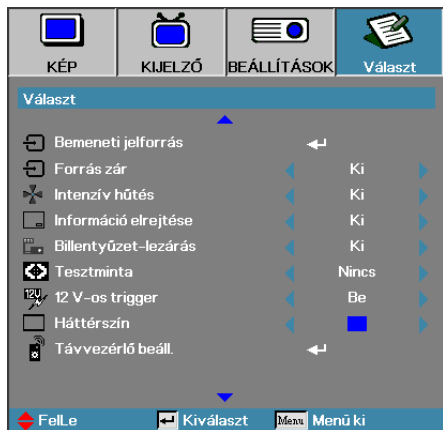 KÉP KIJELZŐ BEÁLLÍTÁSOK Választ
Választ
Bemeneti jelforrás
Forrás zár Ki
Intenzív hűtés Ki
Információ elrejtése Ki
Billentyűzet-lezárás Ki
Tesztminta Nincs
12V 12 V-os trigger Be
Háttérszín
Távvezérlő beáll.
FelLe Kiválaszt Menu Menü ki